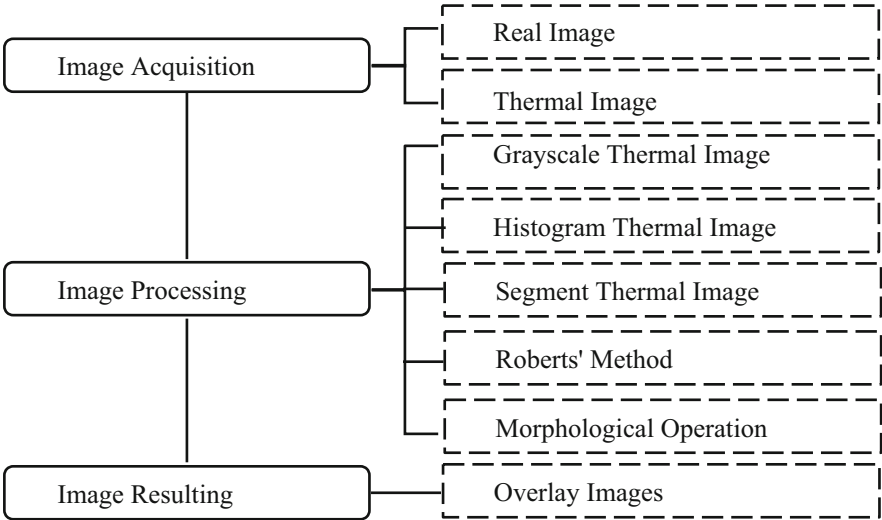 Image Acquisition
Real Image
Thermal Image
Image Processing
Grayscale Thermal Image
Histogram Thermal Image
Segment Thermal Image
Roberts' Method
Morphological Operation
Image Resulting
Overlay Images